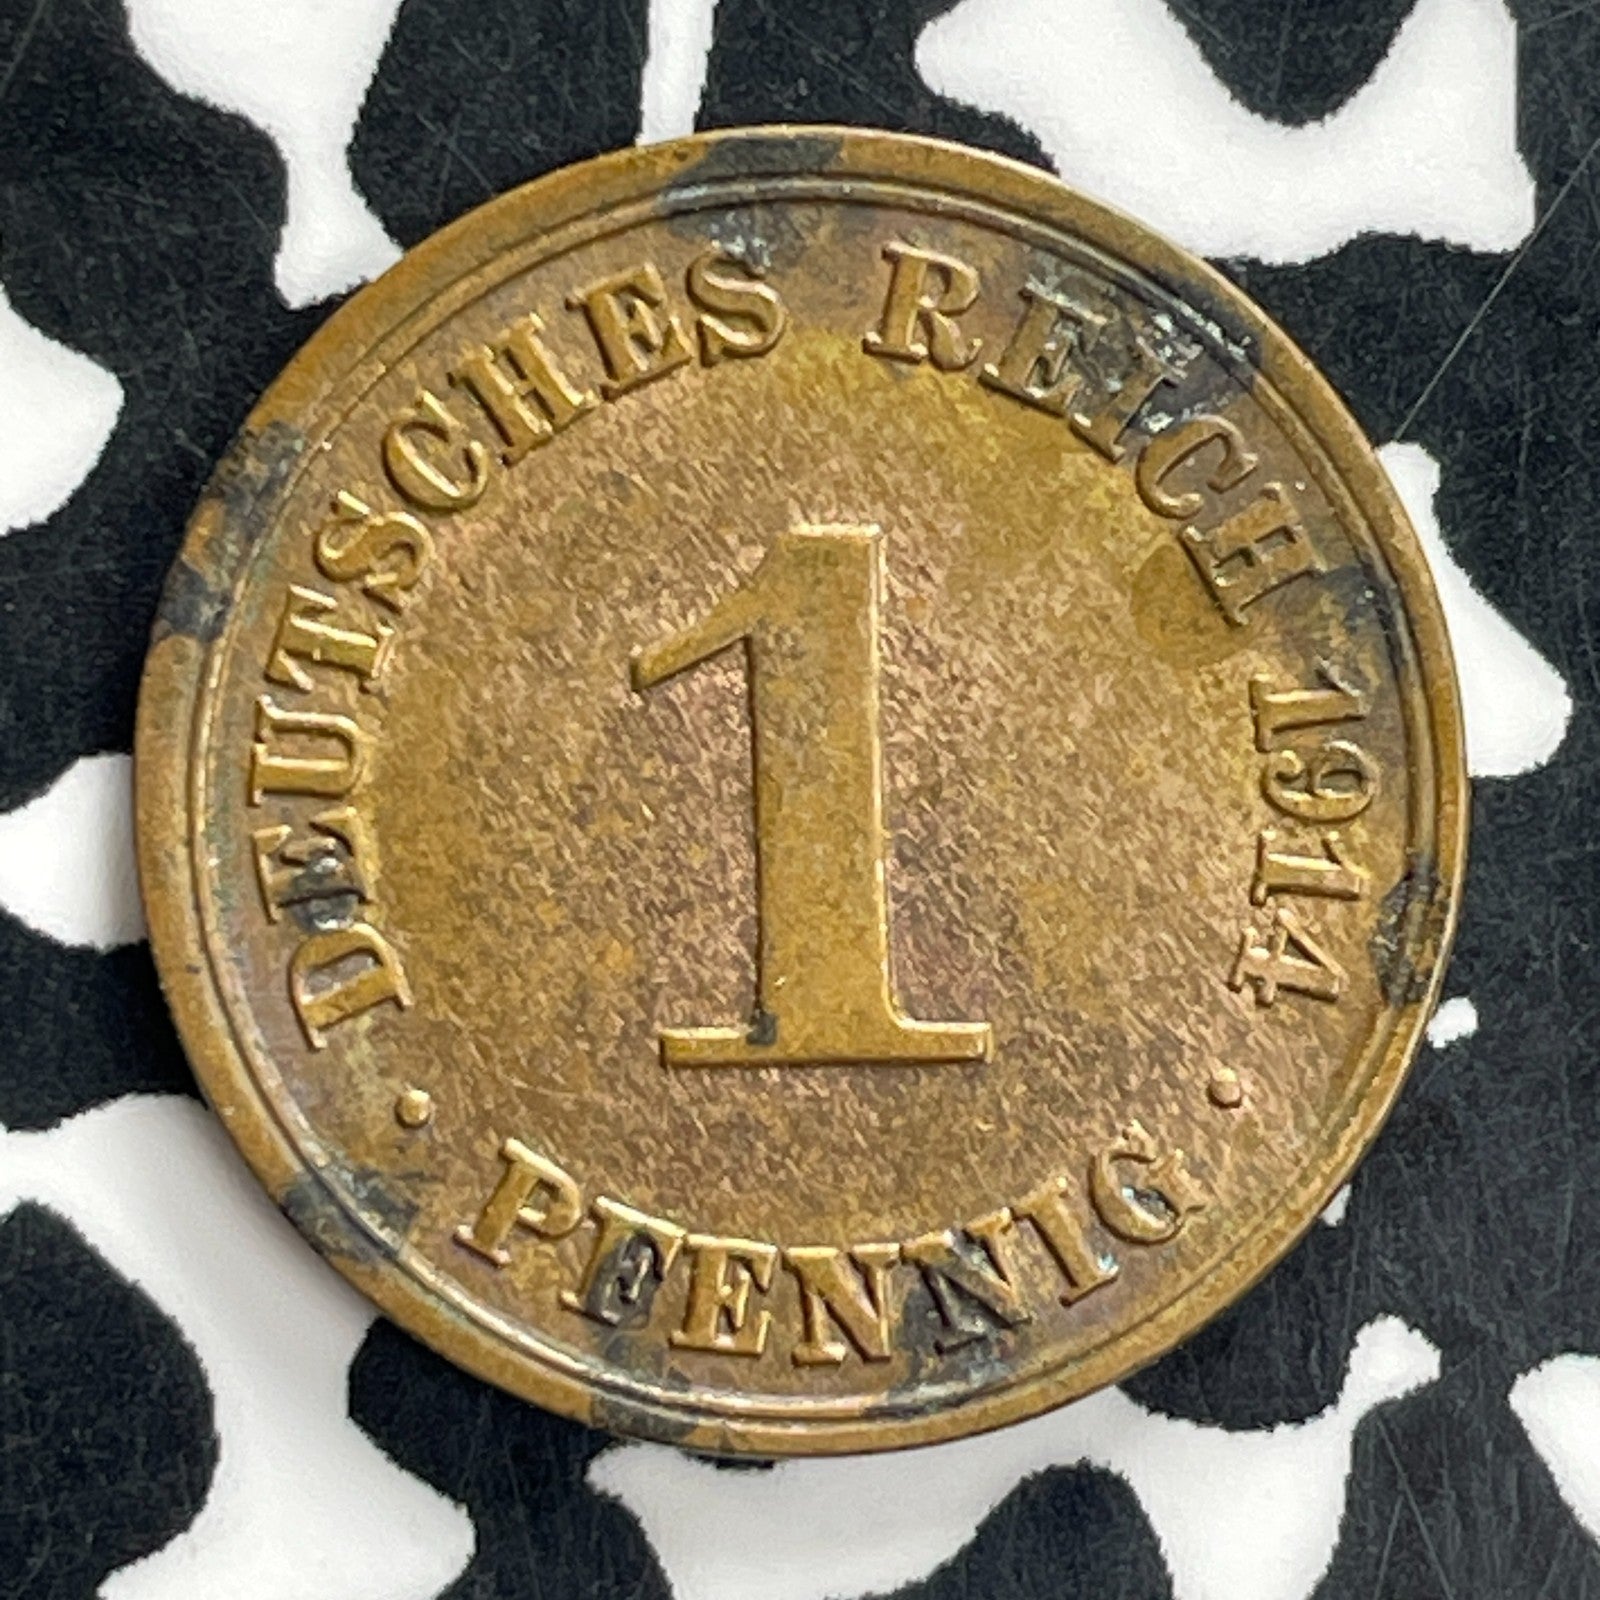 DEUTSCHES REICH 1914
1
· PFENNIG ·